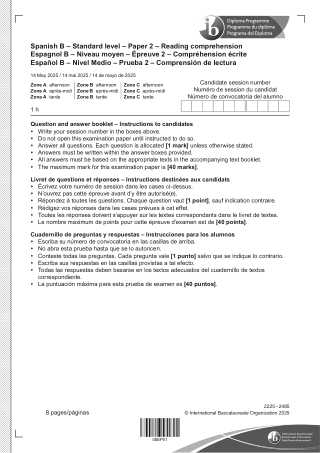 Diploma Programme
Programme du diplôme
Programa del Diploma
Spanish B – Standard level – Paper 2 – Reading comprehension
Espagnol B – Niveau moyen – Épreuve 2 – Compréhension écrite
Español B – Nivel Medio – Prueba 2 – Comprensión de lectura
14 May 2025 / 14 mai 2025 / 14 de mayo de 2025
Zone A afternoon Zone B afternoon Zone C afternoon
Zone A après-midi Zone B après-midi Zone C après-midi
Zona A tarde Zona B tarde Zona C tarde
Candidate session number
Numéro de session du candidat
Número de convocatoria del alumno
1 h
Question and answer booklet – Instructions to candidates
• Write your session number in the boxes above.
• Do not open this examination paper until instructed to do so.
• Answer all questions. Each question is allocated [1 mark] unless otherwise stated.
• Answers must be written within the answer boxes provided.
• All answers must be based on the appropriate texts in the accompanying text booklet.
• The maximum mark for this examination paper is [40 marks].
Livret de questions et réponses – Instructions destinées aux candidats
• Écrivez votre numéro de session dans les cases ci-dessus.
• N'ouvrez pas cette épreuve avant d'y être autorisé(e).
• Répondez à toutes les questions. Chaque question vaut [1 point], sauf indication contraire.
• Rédigez vos réponses dans les cases prévues à cet effet.
• Toutes les réponses doivent s'appuyer sur les textes correspondants dans le livret de textes.
• Le nombre maximum de points pour cette épreuve d'examen est de [40 points].
Cuadernillo de preguntas y respuestas – Instrucciones para los alumnos
• Escriba su número de convocatoria en las casillas de arriba.
• No abra esta prueba hasta que se lo autoricen.
• Conteste todas las preguntas. Cada pregunta vale [1 punto] salvo que se indique lo contrario.
• Escriba sus respuestas en las casillas provistas a tal efecto.
• Todas las respuestas deben basarse en los textos adecuados del cuadernillo de textos
correspondiente.
• La puntuación máxima para esta prueba de examen es [40 puntos].
8 pages/páginas
© International Baccalaureate Organization 2025
08EP01